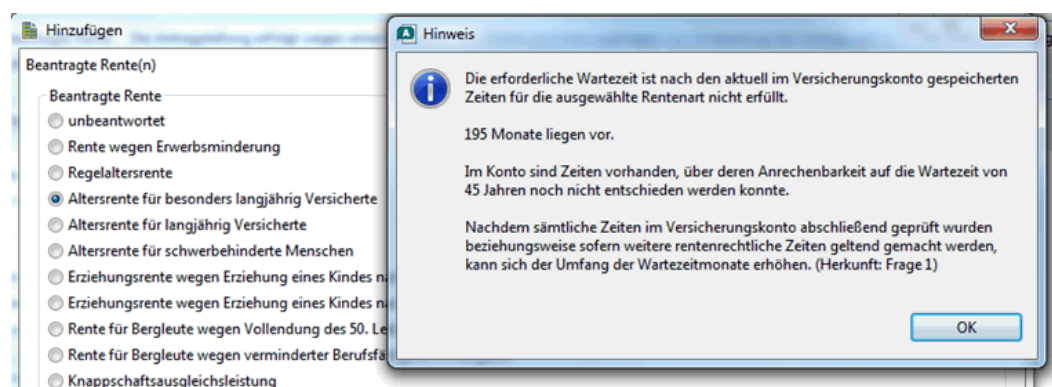 Hinzufügen
Beantragte Rente(n)
Beantragte Rente
unbeantwortet
Rente wegen Erwerbsminderung
Regelaltersrente
Altersrente für besonders langjährig Versicherte
Altersrente für langjährig Versicherte
Altersrente für schwerbehinderte Menschen
Erziehungsrente wegen Erziehung eines Kindes
Erziehungsrente wegen Erziehung eines Kindes
Rente für Bergleute wegen Vollendung des 50. Le
Rente für Bergleute wegen verminderter Berufsfä
Knappschaftsausgleichsleistung
Hinweis
Die erforderliche Wartezeit ist nach den aktuell im Versicherungskonto gespeicherten
Zeiten für die ausgewählte Rentenart nicht erfüllt.
195 Monate liegen vor.
Im Konto sind Zeiten vorhanden, über deren Anrechenbarkeit auf die Wartezeit von
45 Jahren noch nicht entschieden werden konnte.
Nachdem sämtliche Zeiten im Versicherungskonto abschließend geprüft wurden
beziehungsweise sofern weitere rentenrechtliche Zeiten geltend gemacht werden,
kann sich der Umfang der Wartezeitmonate erhöhen. (Herkunft: Frage 1)
OK